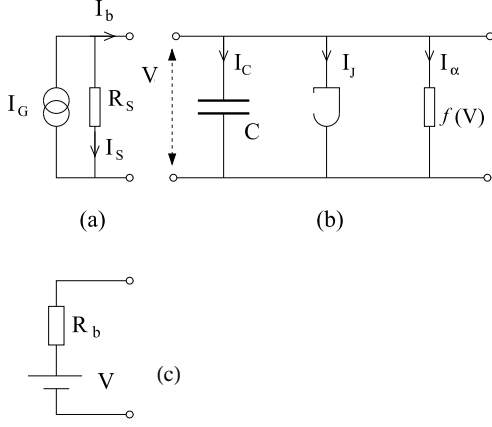 I_b
V
I_C
I_J
I_α
I_G
R_S
C
f(V)
I_S
(a)
(b)
R_b
V
(c)